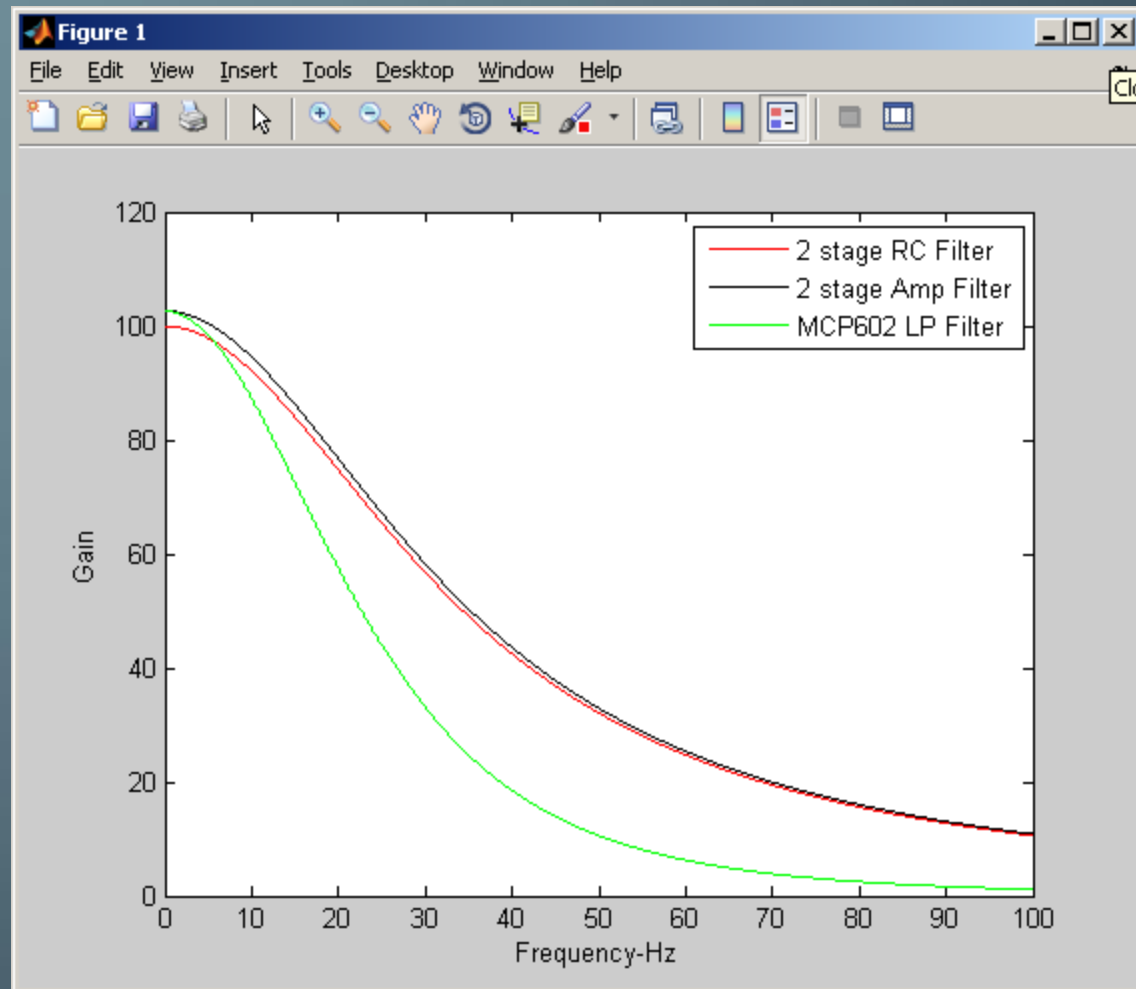 Figure 1
File Edit View Insert Tools Desktop Window Help
120
100
80
60
40
20
0
Gain
2 stage RC Filter
2 stage Amp Filter
MCP602 LP Filter
0 10 20 30 40 50 60 70 80 90 100
Frequency-Hz